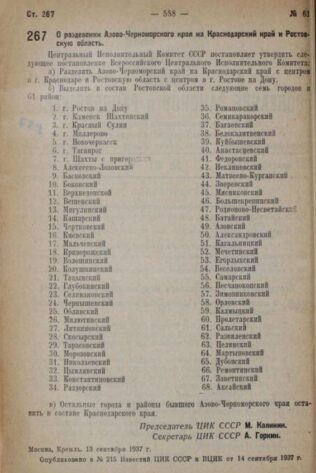 Ст. 267 — 558 — № 61
267 О разделении Азово-Черноморского края на Краснодарский край и Ростов-
скую область.
Центральный Исполнительный Комитет СССР постановляет утвердить сле-
дующее постановление Всероссийского Центрального Исполнительного Комитета:
а) Разделить Азово-Черноморский край на Краснодарский край с центром
в г. Краснодаре и Ростовскую область с центром в г. Ростове на Дону.
б) Выделить в состав Ростовской области следующие семь городов и
61 район:
1. г. Ростов на Дону
2. г. Каменск Шахтинский
3. г. Красный Сулин
4. г. Миллерово
5. г. Новочеркасск
6. г. Таганрог
7. г. Шахты с пригородом
8. Алексеево-Лозовский
9. Базковский
10. Боковский
11. Верхнедонской
12. Вешенский
13. Мигулинский
14. Кашарский
15. Чертковский
16. Киевский
17. Мальчевский
18. Криворожский
19. Волошинский
20. Колушкинский
21. Тацинский
22. Глубокинский
23. Селивановский
24. Чернышевский
25. Обливский
26. Милютинский
27. Литвиновский
28. Скосырский
29. Тарасовский
30. Морозовский
31. Николаевский
32. Цымлянский
33. Константиновский
34. Раздорский
35. Романовский
36. Семикаракорский
37. Багаевский
38. Белокалитвенский
39. Куйбышевский
40. Анастасиевский
41. Федоровский
42. Неклиновский
43. Матвеево-Курганский
44. Зверевский
45. Мясниковский
46. Большекрепинский
47. Родионово-Несветайский
48. Батайский
49. Азовский
50. Александровский
51. Кагальницкий
52. Мечетинский
53. Егорлыкский
54. Веселовский
55. Самарский
56. Песчанокопский
57. Зимовниковский
58. Орловский
59. Калмыцкий
60. Пролетарский
61. Сальский
62. Развиленский
63. Целинский
64. Мартыновский
65. Дубовский
66. Ремонтинский
67. Заветинский
68. Аксайский
в) Остальные города и районы бывшего Азово-Черноморского края оста-
вить в составе Краснодарского края.
Председатель ЦИК СССР М. Калинин.
Секретарь ЦИК СССР А. Горкин.
Москва, Кремль. 13 сентября 1937 г.
Опубликовано в № 215 Известий ЦИК СССР и ВЦИК от 14 сентября 1937 г.